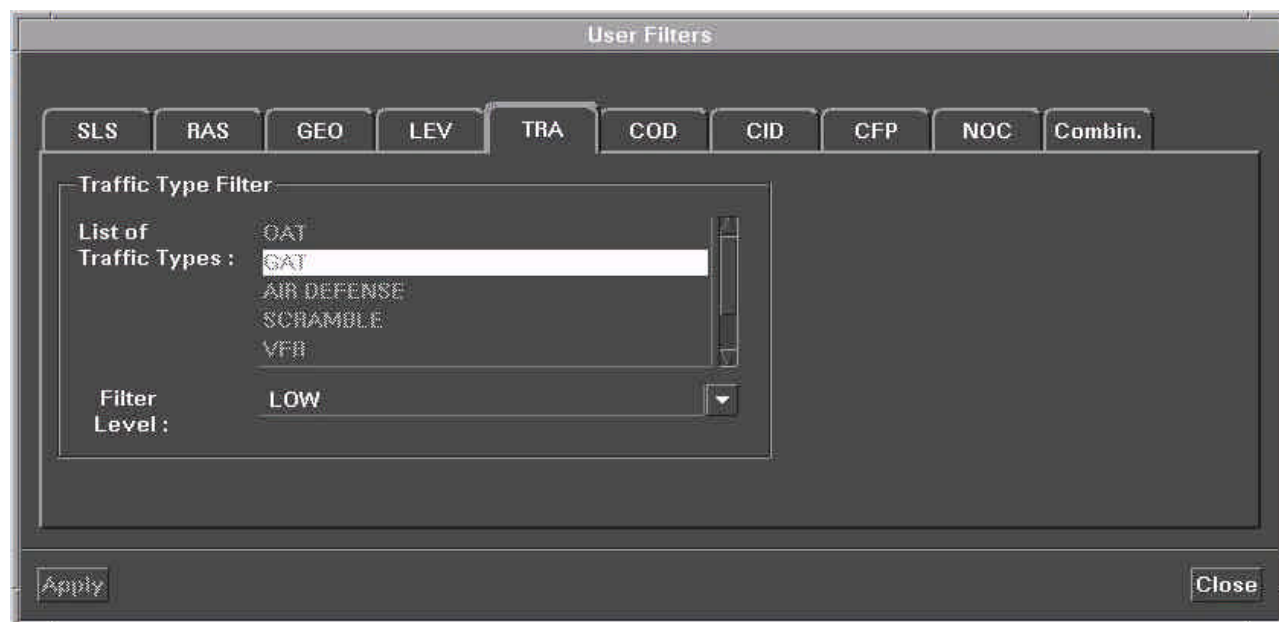 User Filters
SLS RAS GEO LEV TRA COD CID CFP NOC Combin.
Traffic Type Filter
List of
Traffic Types :
OAT
GAT
AIR DEFENSE
SCRAMBLE
VFR
Filter
Level :
LOW
Apply Close